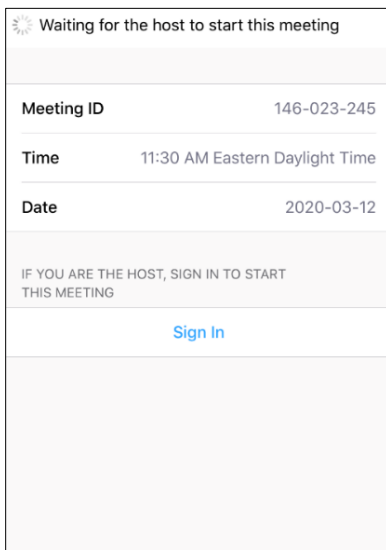 Waiting for the host to start this meeting
Meeting ID 146-023-245
Time 11:30 AM Eastern Daylight Time
Date 2020-03-12
IF YOU ARE THE HOST, SIGN IN TO START
THIS MEETING
Sign In